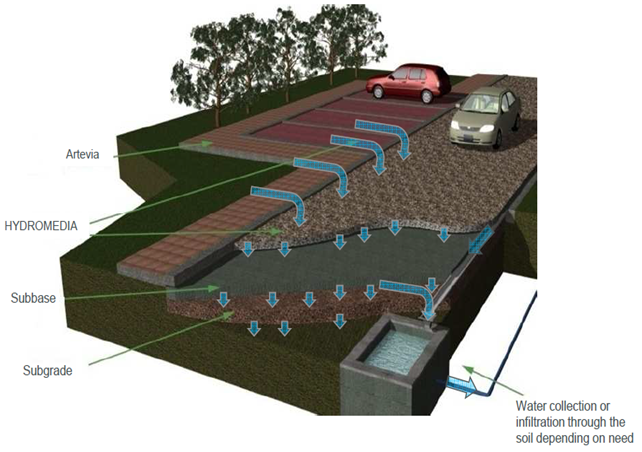 Artevia
HYDROMEDIA
Subbase
Subgrade
Water collection or
infiltration through the
soil depending on need